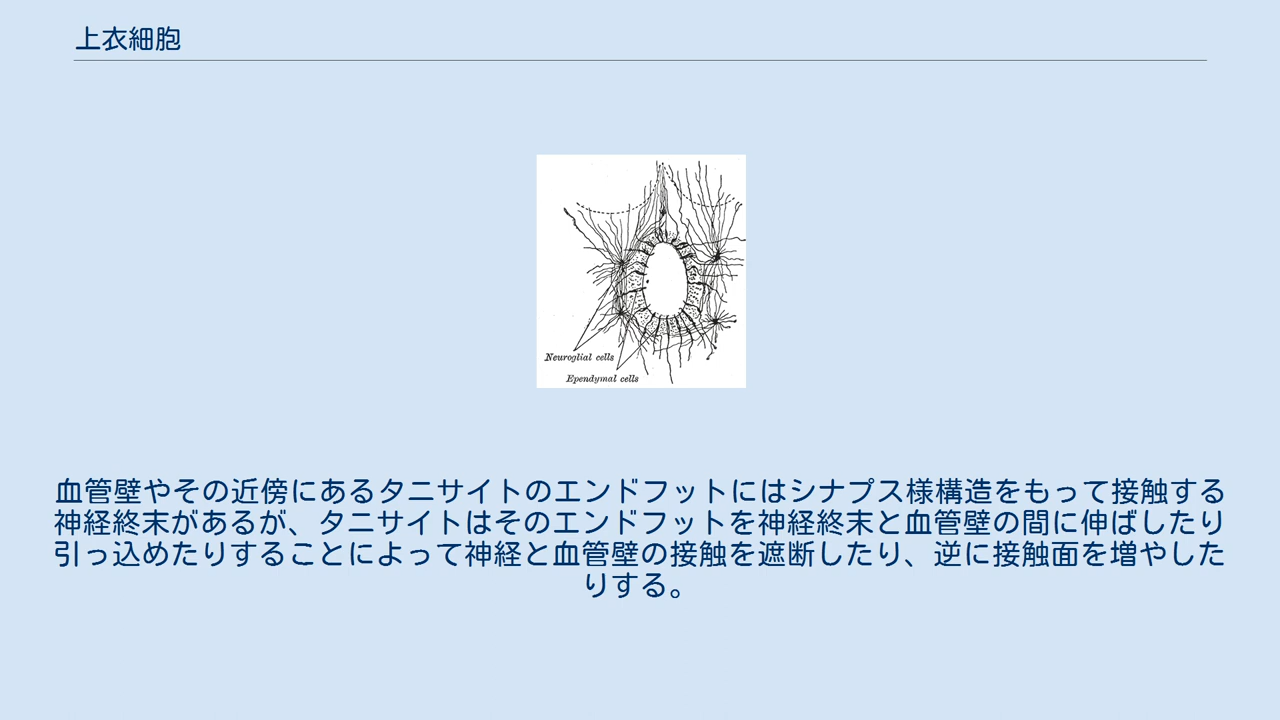 上衣細胞
Neuroglial cells
Ependymal cells
血管壁やその近傍にあるタニサイトのエンドフットにはシナプス様構造をもって接触する
神経終末があるが、タニサイトはそのエンドフットを神経終末と血管壁の間に伸ばしたり
引っ込めたりすることによって神経と血管壁の接触を遮断したり、逆に接触面を増やした
りする。